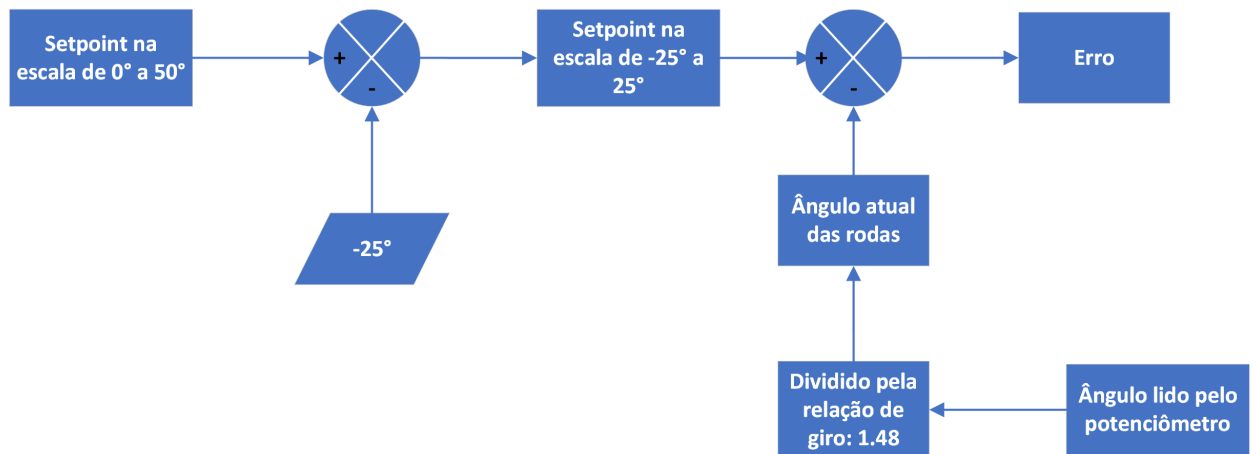 Setpoint na
escala de 0° a 50°
+
-
-25°
Setpoint na
escala de -25° a
25°
+
-
Erro
Ângulo atual
das rodas
Dividido pela
relação de
giro: 1.48
Ângulo lido pelo
potenciômetro